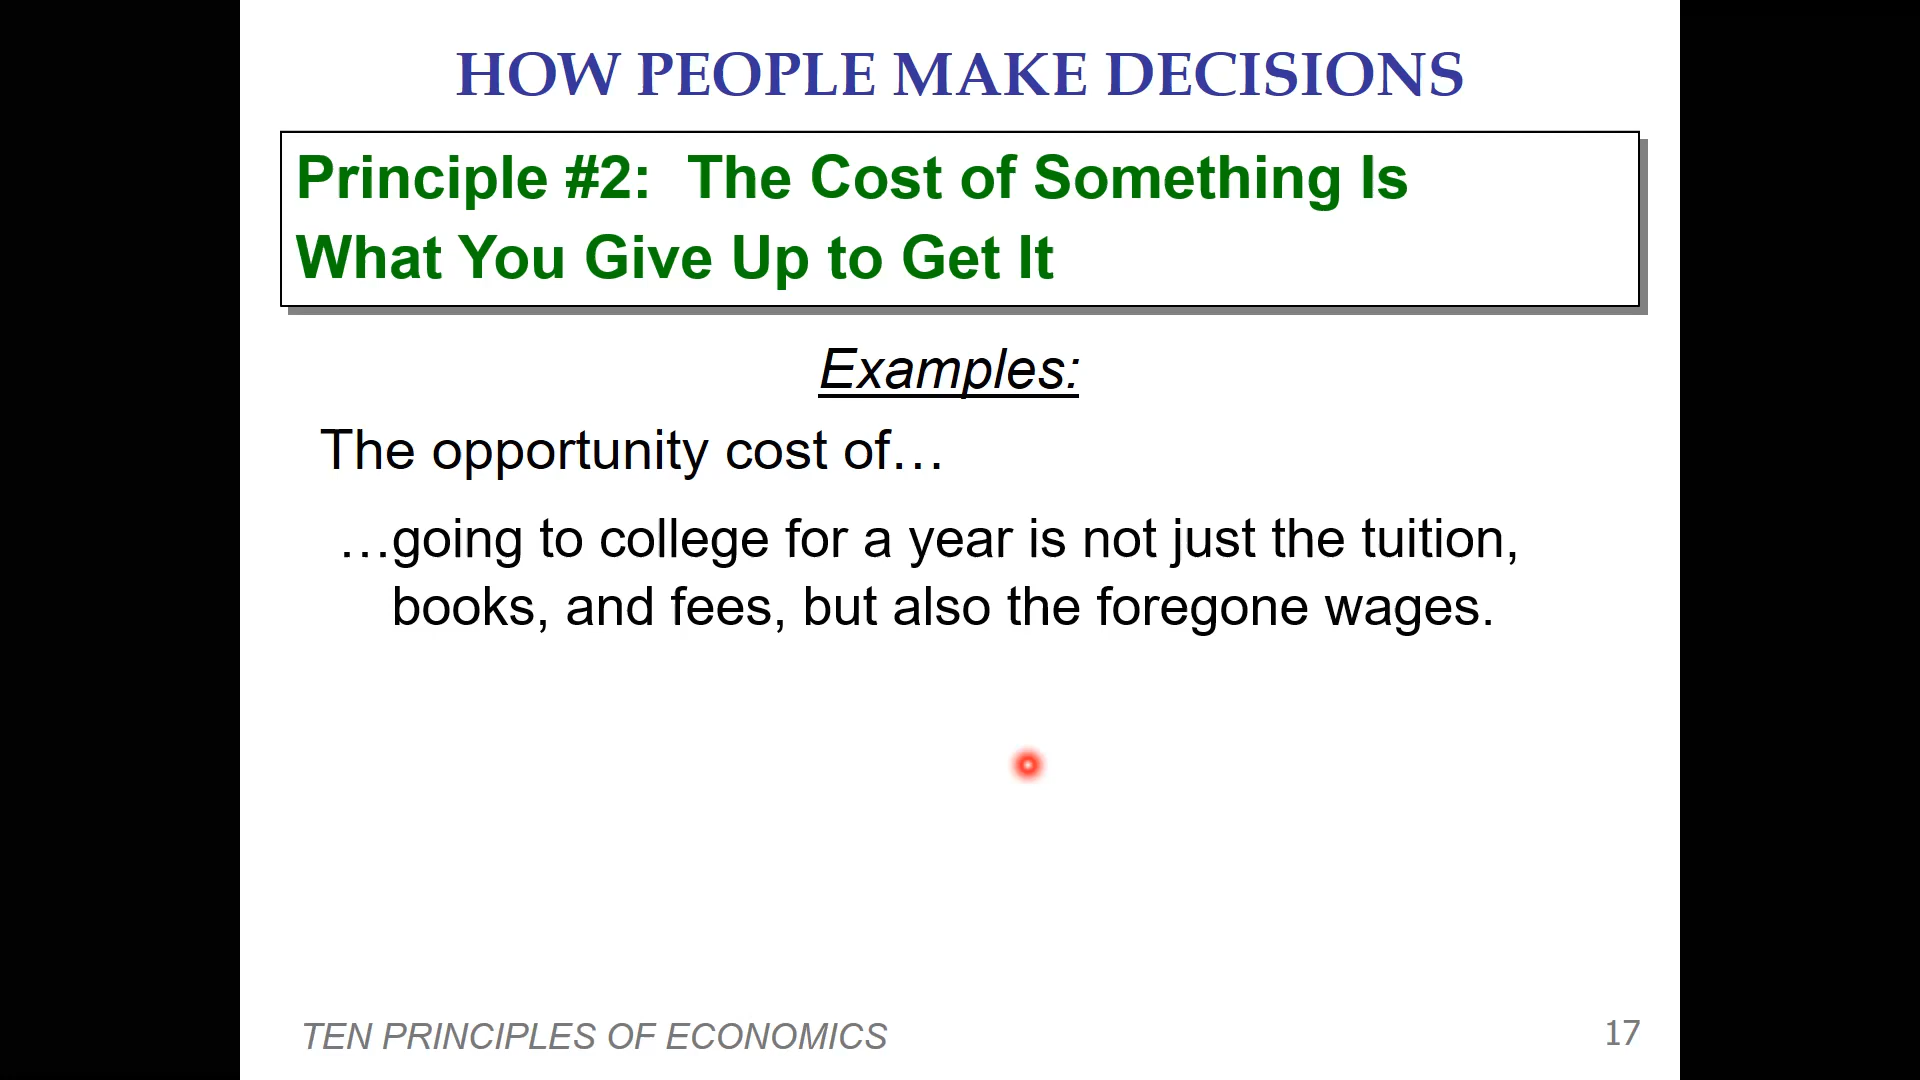 HOW PEOPLE MAKE DECISIONS
Principle #2:  The Cost of Something Is
What You Give Up to Get It
Examples:
The opportunity cost of…
…going to college for a year is not just the tuition,
books, and fees, but also the foregone wages.
TEN PRINCIPLES OF ECONOMICS
17